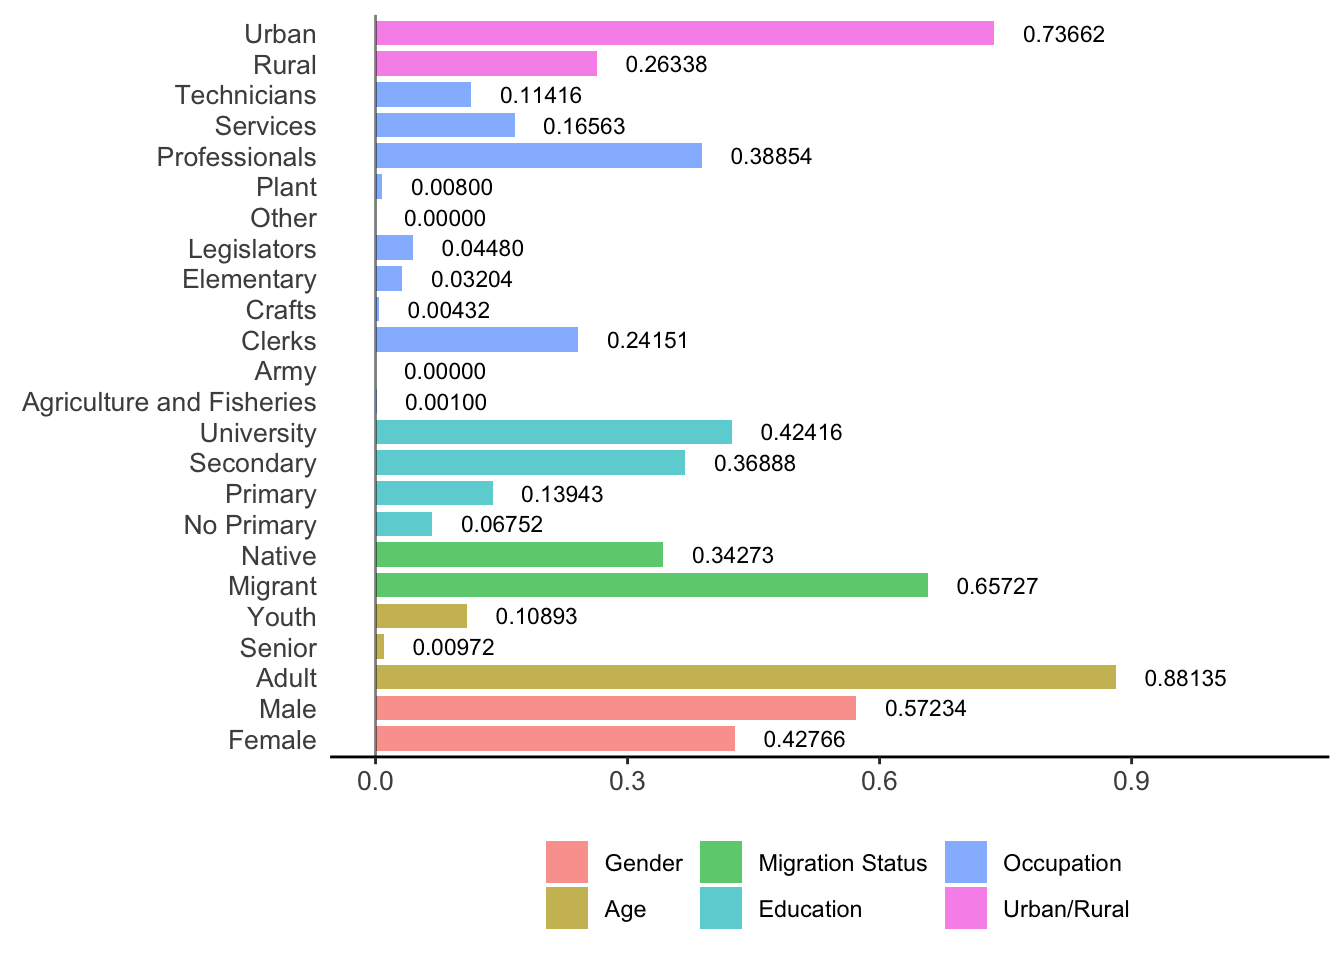 Urban 0.73662
Rural 0.26338
Technicians 0.11416
Services 0.16563
Professionals 0.38854
Plant 0.00800
Other 0.00000
Legislators 0.04480
Elementary 0.03204
Crafts 0.00432
Clerks 0.24151
Army 0.00000
Agriculture and Fisheries 0.00100
University 0.42416
Secondary 0.36888
Primary 0.13943
No Primary 0.06752
Native 0.34273
Migrant 0.65727
Youth 0.10893
Senior 0.00972
Adult 0.88135
Male 0.57234
Female 0.42766
0.0 0.3 0.6 0.9
Gender Migration Status Occupation
Age Education Urban/Rural